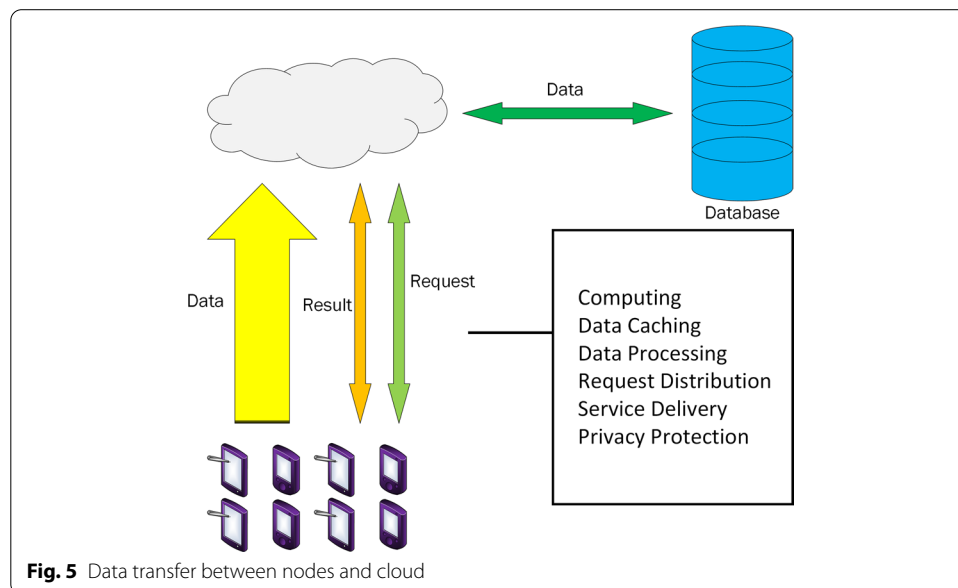 Data
Database
Data
Result
Request
Computing
Data Caching
Data Processing
Request Distribution
Service Delivery
Privacy Protection
Fig. 5 Data transfer between nodes and cloud